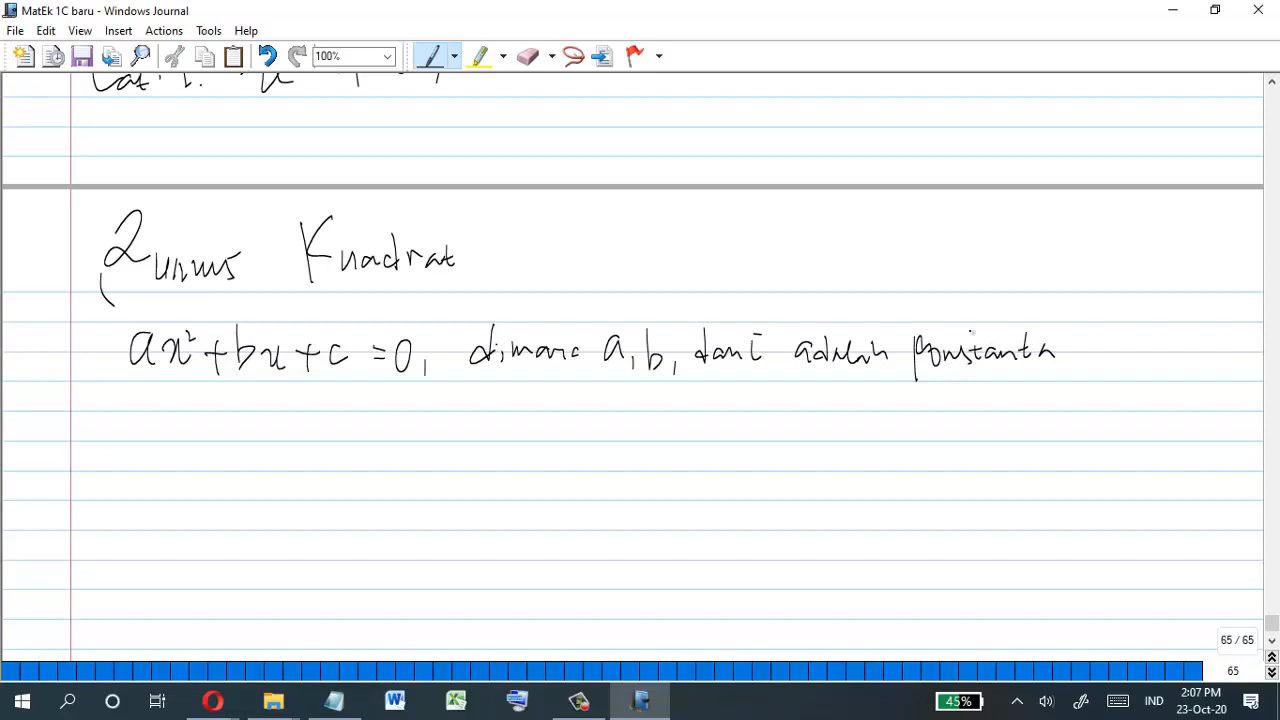 MatEk 1C baru - Windows Journal
File Edit View Insert Actions Tools Help
100%
Kuadrat
ax² + bx + c = 0, dimana a, b, dan c adalah konstanta
65 / 65
65
45% IND 2:07 PM
23-Oct-20